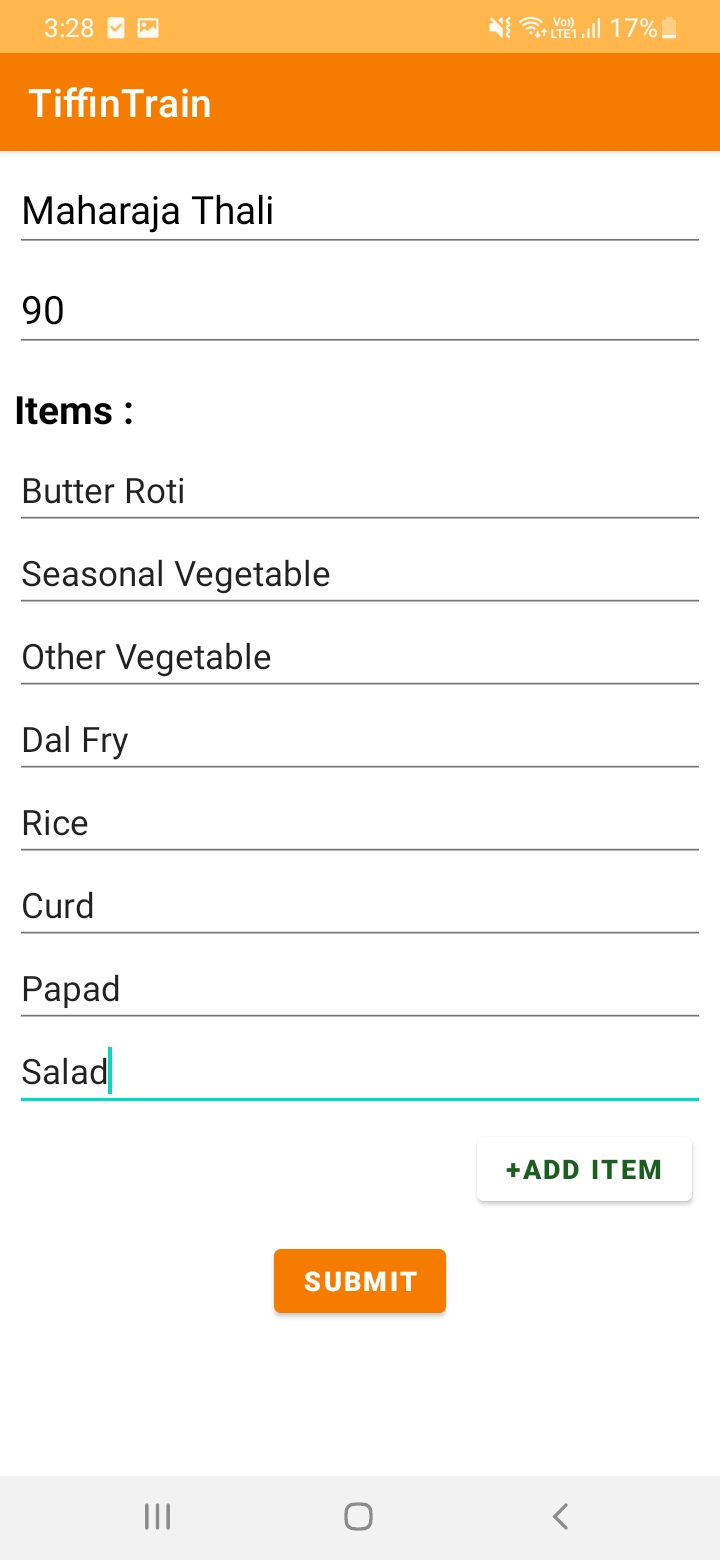 3:28 Vo)) LTE1 17%
TiffinTrain
Maharaja Thali
90
Items :
Butter Roti
Seasonal Vegetable
Other Vegetable
Dal Fry
Rice
Curd
Papad
Salad
+ADD ITEM
SUBMIT